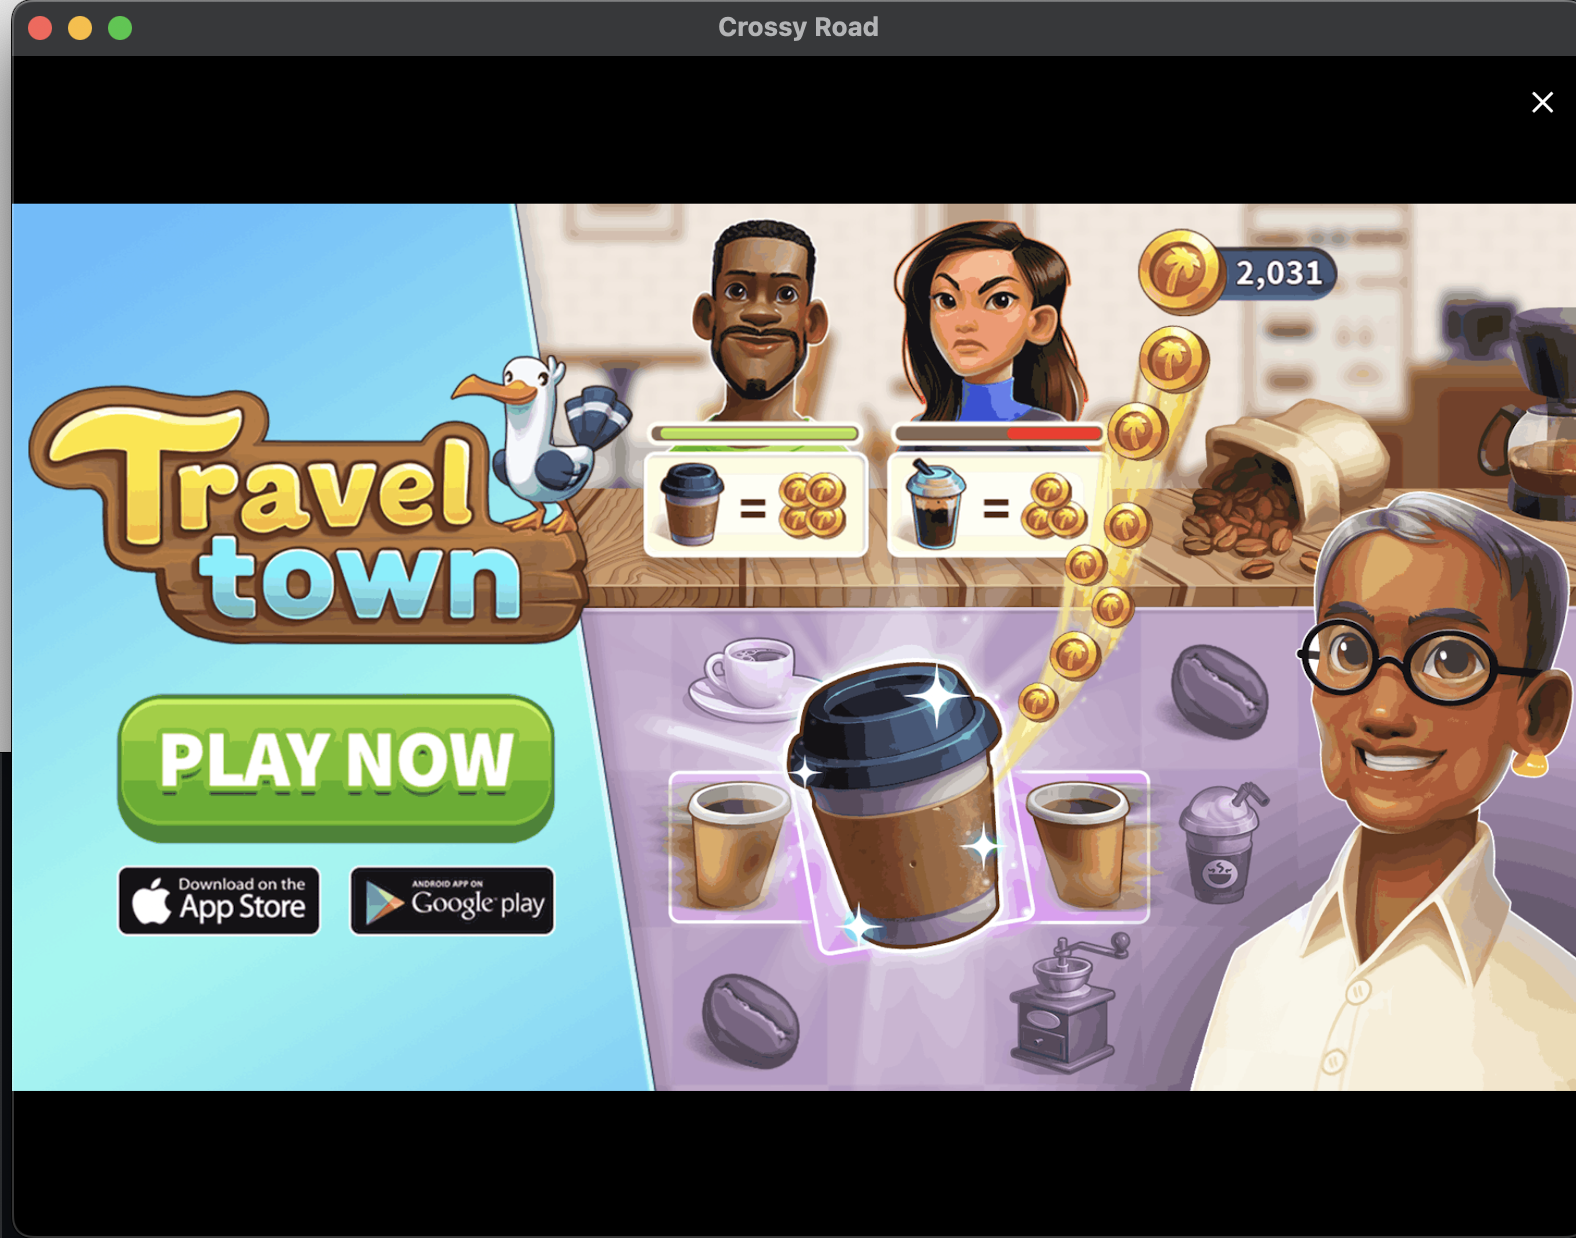 Crossy Road
2,031
Travel
town
=
=
PLAY NOW
Download on the
App Store
ANDROID APP ON
Google play